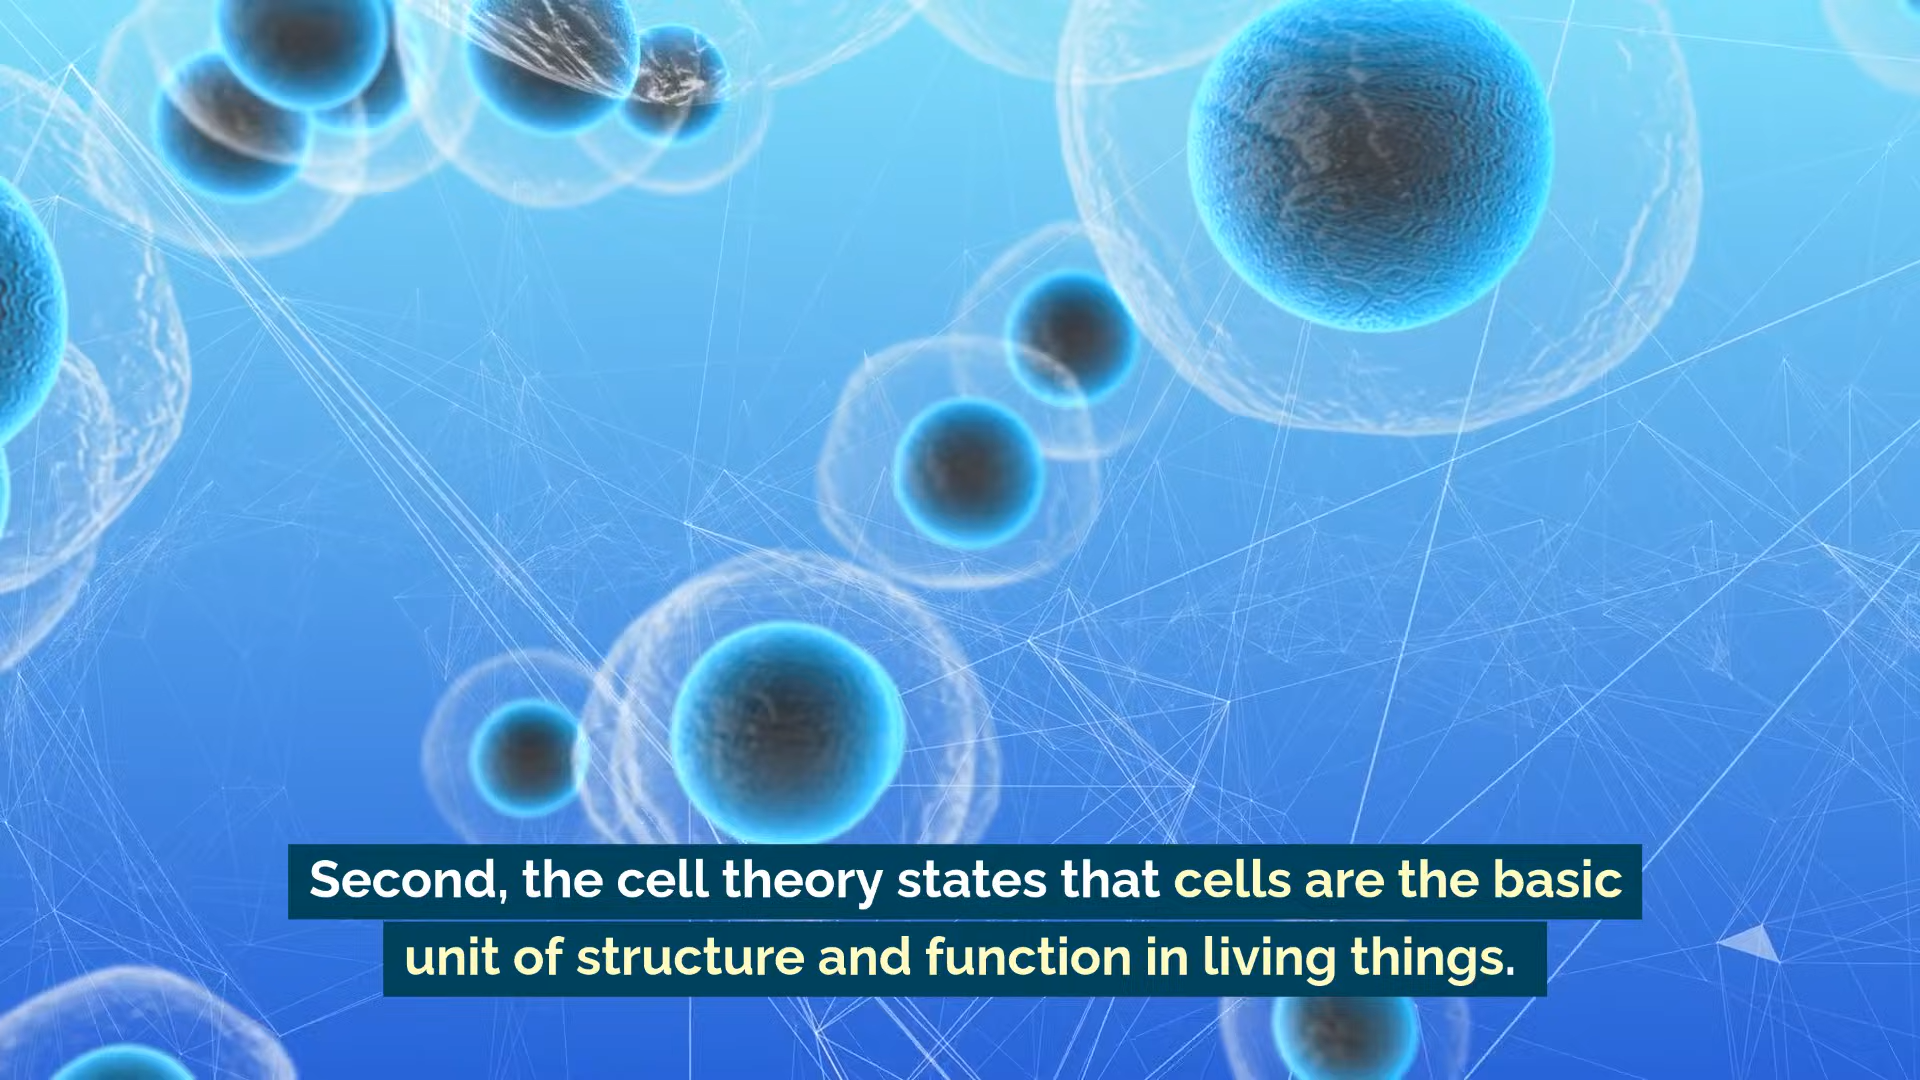 Second, the cell theory states that cells are the basic
unit of structure and function in living things.